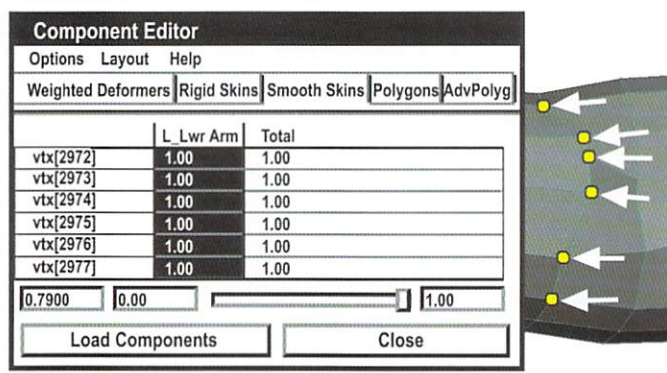 Component Editor
Options Layout Help
Weighted Deformers Rigid Skins Smooth Skins Polygons AdvPolyg
L_Lwr Arm Total
vtx[2972] 1.00 1.00
vtx[2973] 1.00 1.00
vtx[2974] 1.00 1.00
vtx[2975] 1.00 1.00
vtx[2976] 1.00 1.00
vtx[2977] 1.00 1.00
0.7900 0.00 1.00
Load Components Close